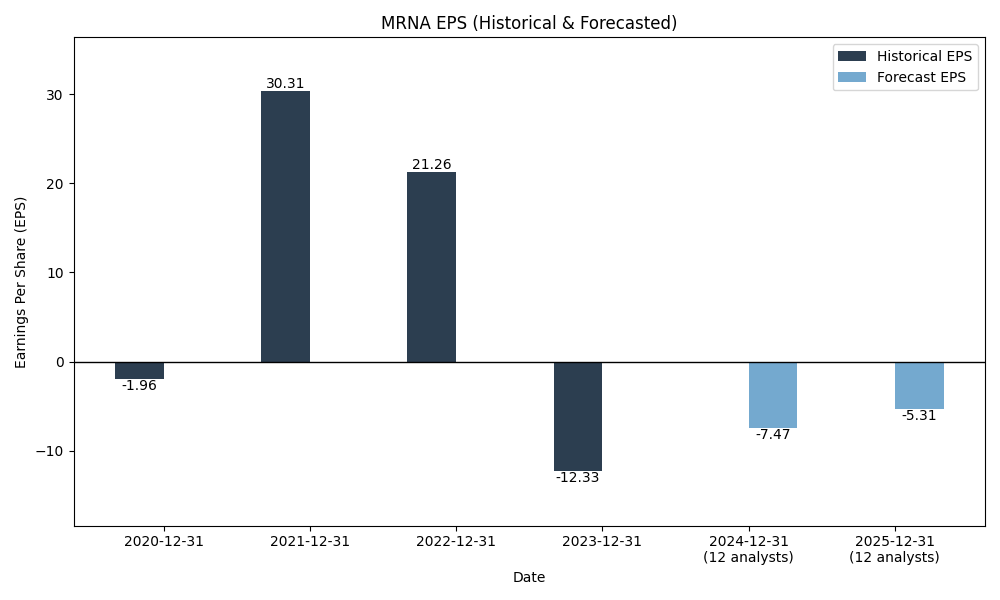 MRNA EPS (Historical & Forecasted)
Historical EPS
Forecast EPS
Earnings Per Share (EPS)
30
20
10
0
−10
-1.96
30.31
21.26
-12.33
-7.47
-5.31
2020-12-31
2021-12-31
2022-12-31
2023-12-31
2024-12-31
(12 analysts)
2025-12-31
(12 analysts)
Date